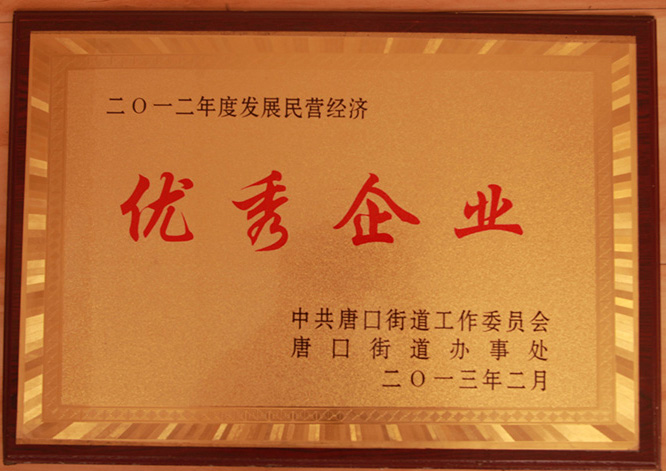 二〇一二年度发展民营经济
优秀企业
中共唐口街道工作委员会
唐口街道办事处
二〇一三年二月